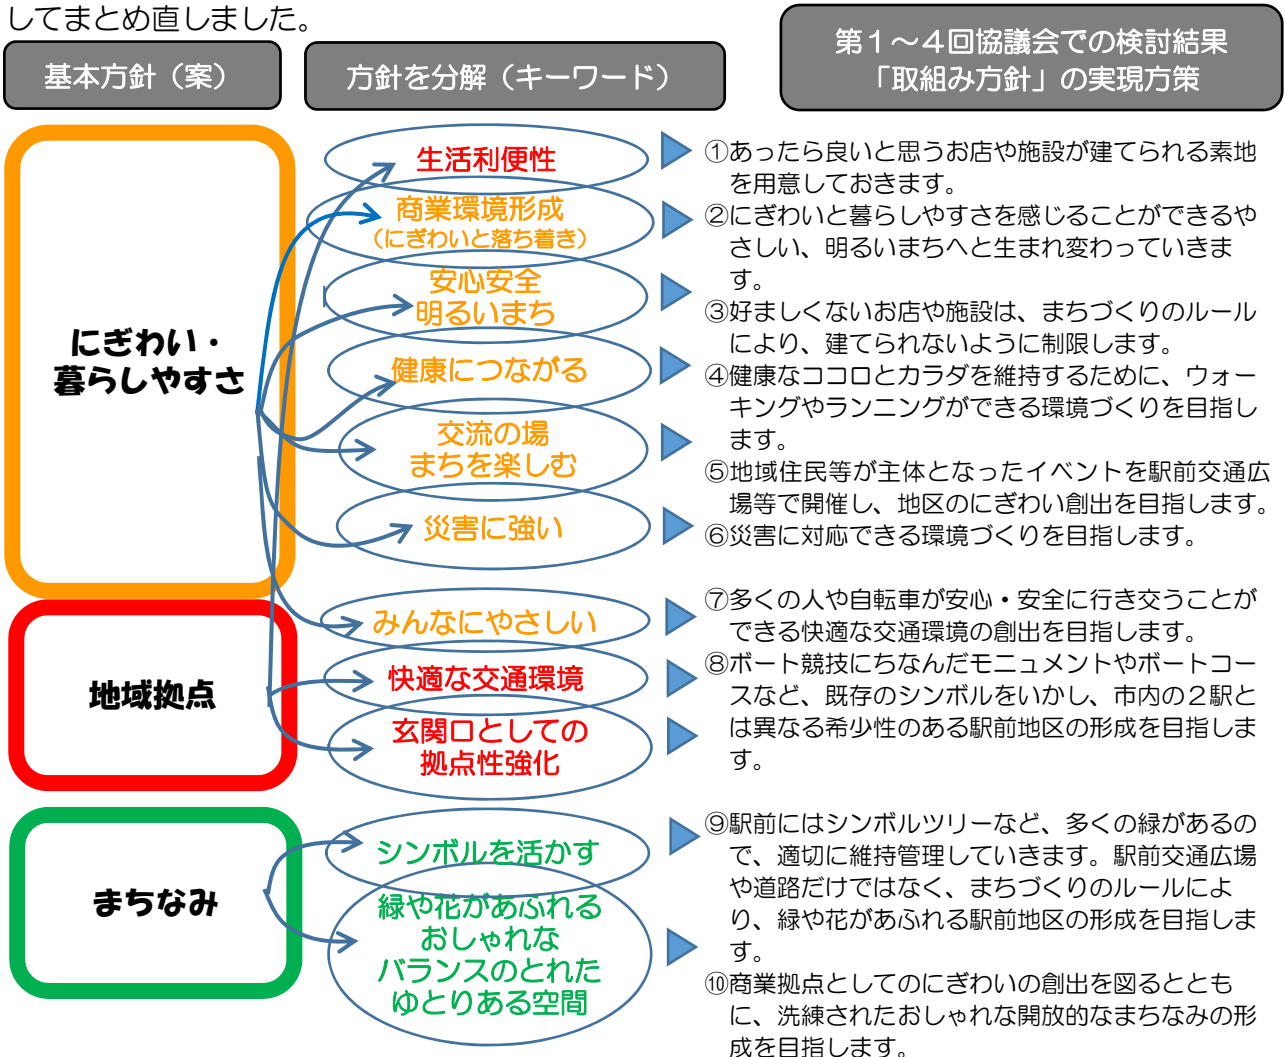 してまとめ直しました。
基本方針（案）
方針を分解（キーワード）
第１～４回協議会での検討結果
「取組み方針」の実現方策
にぎわい・
暮らしやすさ
生活利便性
商業環境形成
（にぎわいと落ち着き）
安心安全
明るいまち
健康につながる
交流の場
まちを楽しむ
災害に強い
みんなにやさしい
地域拠点
快適な交通環境
玄関口としての
拠点性強化
まちなみ
シンボルを活かす
緑や花があふれる
おしゃれな
バランスのとれた
ゆとりある空間
①あったら良いと思うお店や施設が建てられる素地
を用意しておきます。
②にぎわいと暮らしやすさを感じることができるや
さしい、明るいまちへと生まれ変わっていきま
す。
③好ましくないお店や施設は、まちづくりのルール
により、建てられないように制限します。
④健康なココロとカラダを維持するために、ウォー
キングやランニングができる環境づくりを目指し
ます。
⑤地域住民等が主体となったイベントを駅前交通広
場等で開催し、地区のにぎわい創出を目指します。
⑥災害に対応できる環境づくりを目指します。
⑦多くの人や自転車が安心・安全に行き交うことが
できる快適な交通環境の創出を目指します。
⑧ボート競技にちなんだモニュメントやボートコー
スなど、既存のシンボルをいかし、市内の２駅と
は異なる希少性のある駅前地区の形成を目指しま
す。
⑨駅前にはシンボルツリーなど、多くの緑があるの
で、適切に維持管理していきます。駅前交通広場
や道路だけではなく、まちづくりのルールによ
り、緑や花があふれる駅前地区の形成を目指しま
す。
⑩商業拠点としてのにぎわいの創出を図るととも
に、洗練されたおしゃれな開放的なまちなみの形
成を目指します。